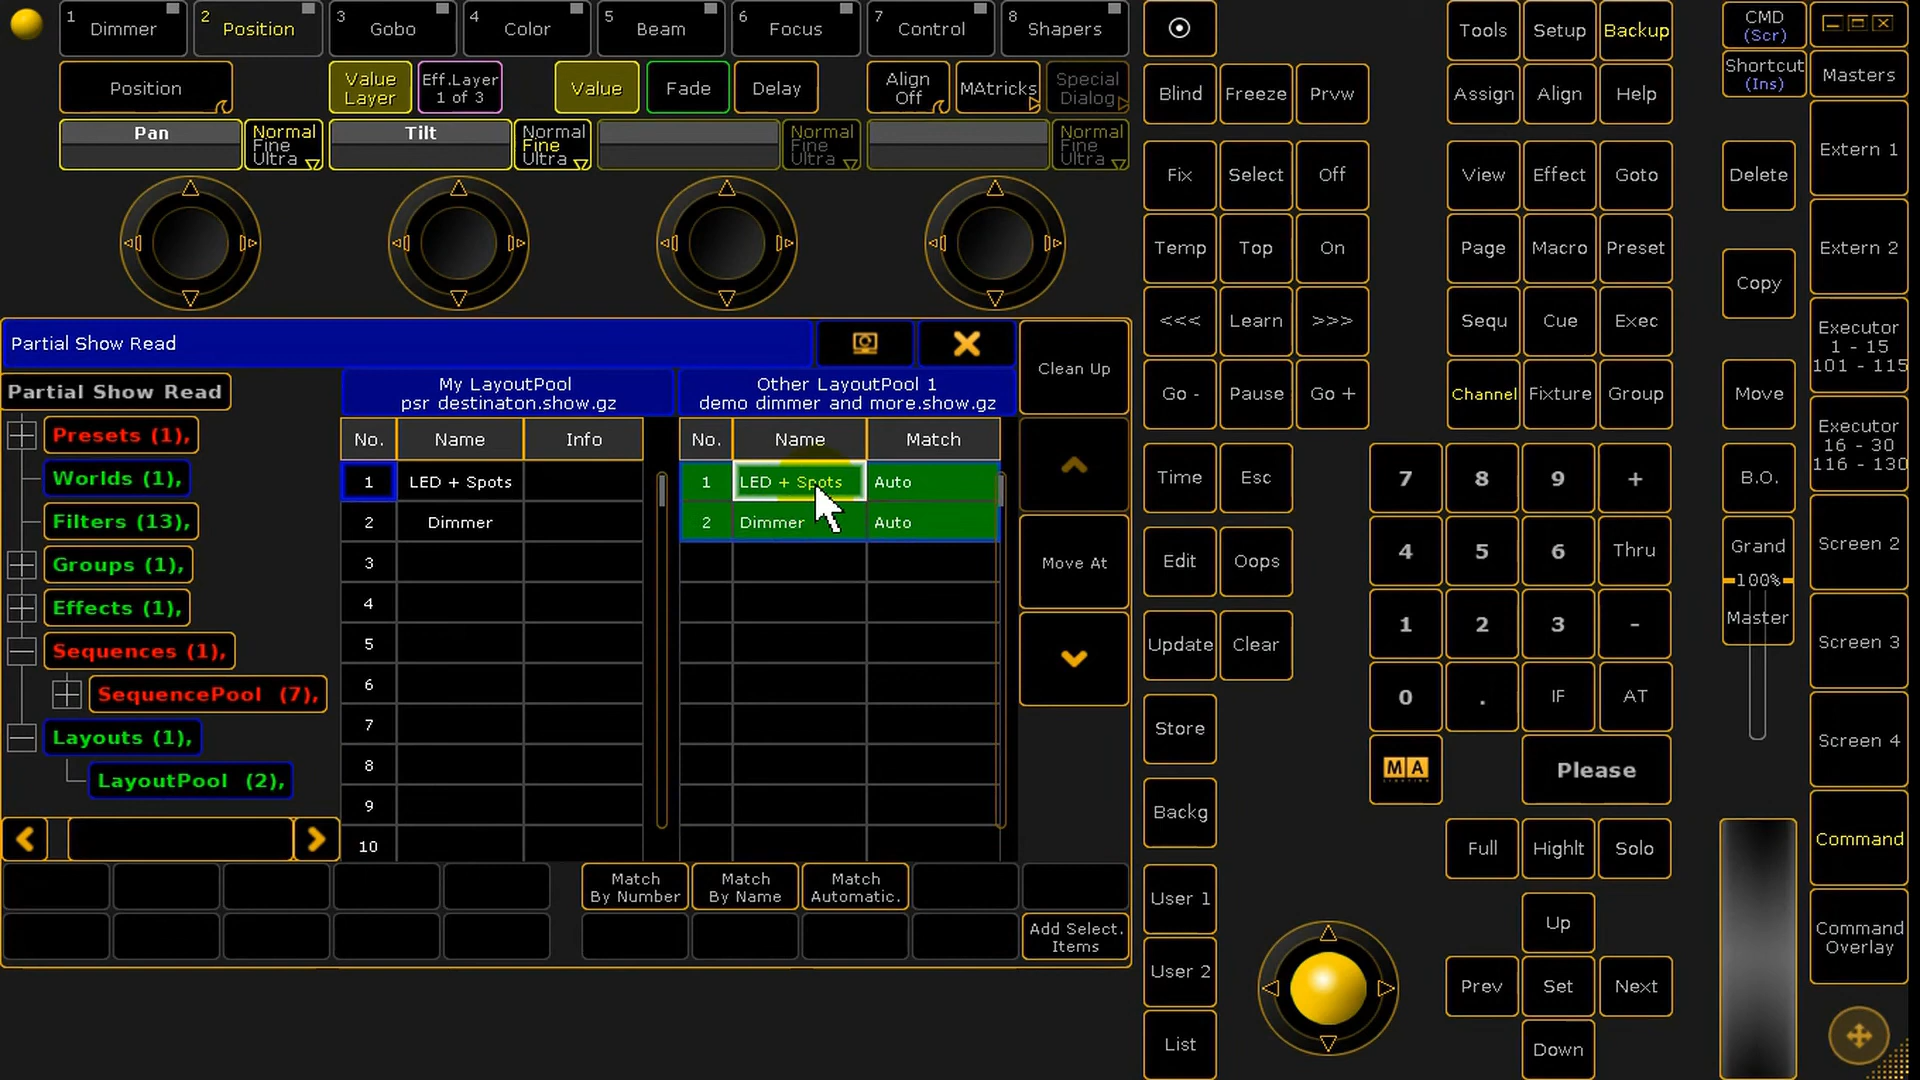 1 Dimmer
2 Position
3 Gobo
4 Color
5 Beam
6 Focus
7 Control
8 Shapers
Position
Value Layer
Eff.Layer 1 of 3
Value
Fade
Delay
Align Off
MAtricks
Special Dialog
Pan
Normal
Fine
Ultra
Tilt
Normal
Fine
Ultra
Normal
Fine
Ultra
Normal
Fine
Ultra
Partial Show Read
Clean Up
Partial Show Read
Presets (1),
Worlds (1),
Filters (13),
Groups (1),
Effects (1),
Sequences (1),
SequencePool (7),
Layouts (1),
LayoutPool (2),
My LayoutPool
psr destinaton.show.gz
No. Name Info
1 LED + Spots
2 Dimmer
3
4
5
6
7
8
9
10
Other LayoutPool 1
demo dimmer and more.show.gz
No. Name Match
1 LED + Spots Auto
2 Dimmer Auto
Move At
Match By Number
Match By Name
Match Automatic.
Add Select. Items
Tools Setup Backup
Blind Freeze Prvw
Assign Align Help
Fix Select Off
View Effect Goto
Temp Top On
Page Macro Preset
<<< Learn >>>
Sequ Cue Exec
Go - Pause Go +
Channel Fixture Group
Time Esc
7 8 9 +
Edit Oops
4 5 6 Thru
Update Clear
1 2 3 -
0 . IF AT
Store
MA
Please
Backg
Full Highlt Solo
User 1
Up
User 2
Prev Set Next
List
Down
CMD
(Scr)
Shortcut
(Ins)
Delete
Copy
Move
B.O.
Grand
100%
Master
Masters
Extern 1
Extern 2
Executor
1 - 15
101 - 115
Executor
16 - 30
116 - 130
Screen 2
Screen 3
Screen 4
Command
Command
Overlay